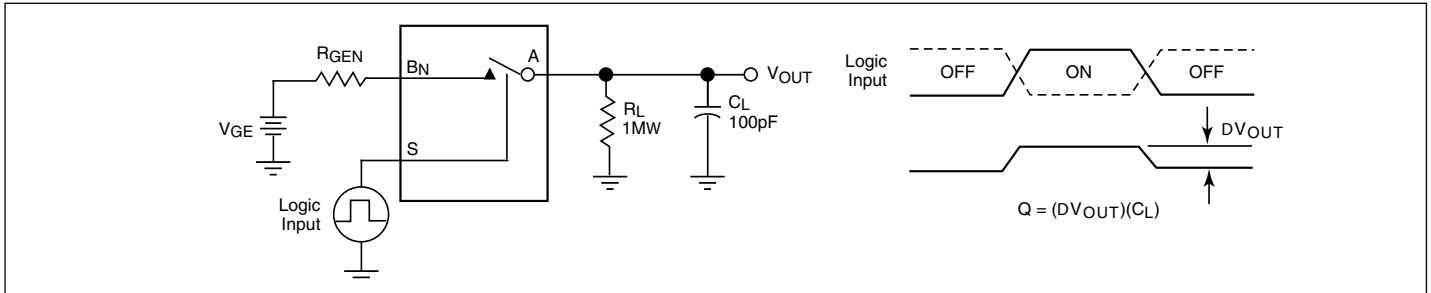 RGEN
BN
A
VOUT
VGE
RL
1MW
CL
100pF
S
Logic
Input
Logic
Input
OFF
ON
OFF
DVOUT
Q = (DVOUT)(CL)